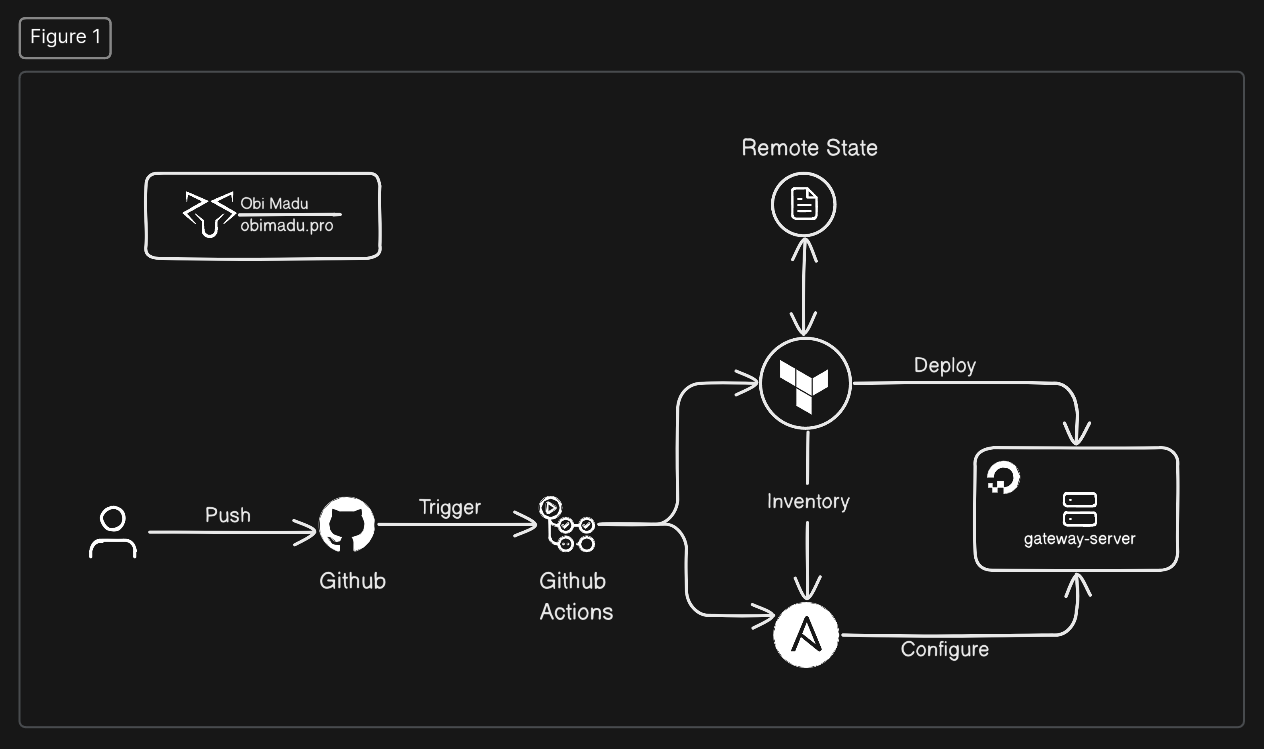 Figure 1
Obi Madu
obimadu.pro
Remote State
Deploy
Inventory
Push
Trigger
gateway-server
Github
Github
Actions
Configure